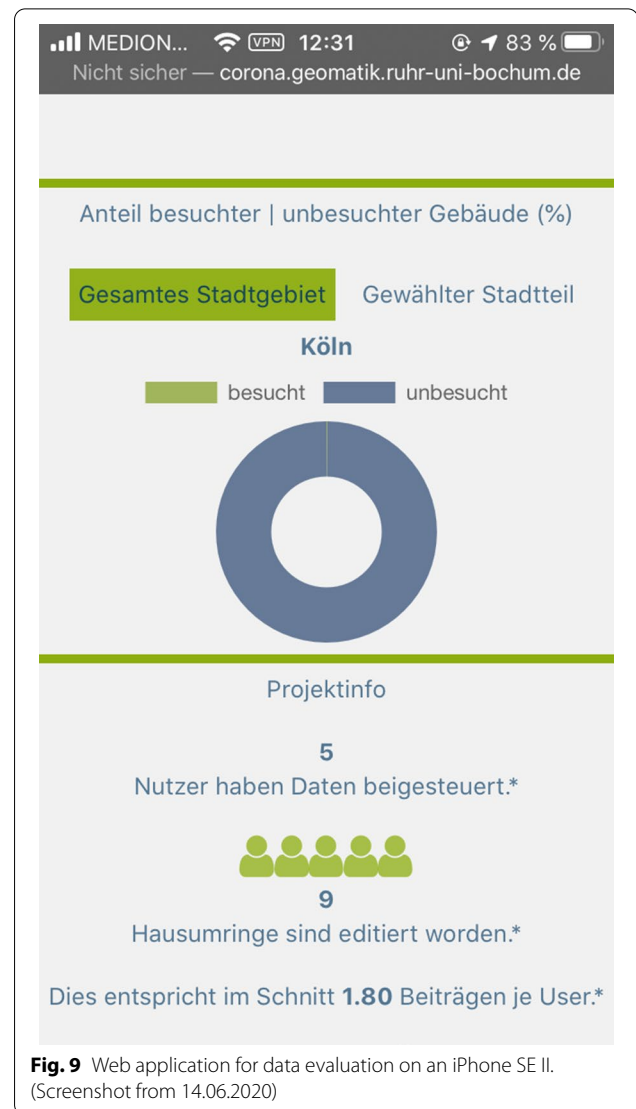 MEDION... VPN 12:31 83 %
Nicht sicher — corona.geomatik.ruhr-uni-bochum.de
Anteil besuchter | unbesuchter Gebäude (%)
Gesamtes Stadtgebiet Gewählter Stadtteil
Köln
besucht unbesucht
Projektinfo
5
Nutzer haben Daten beigesteuert.*
9
Hausumringe sind editiert worden.*
Dies entspricht im Schnitt 1.80 Beiträgen je User.*
Fig. 9 Web application for data evaluation on an iPhone SE II.
(Screenshot from 14.06.2020)